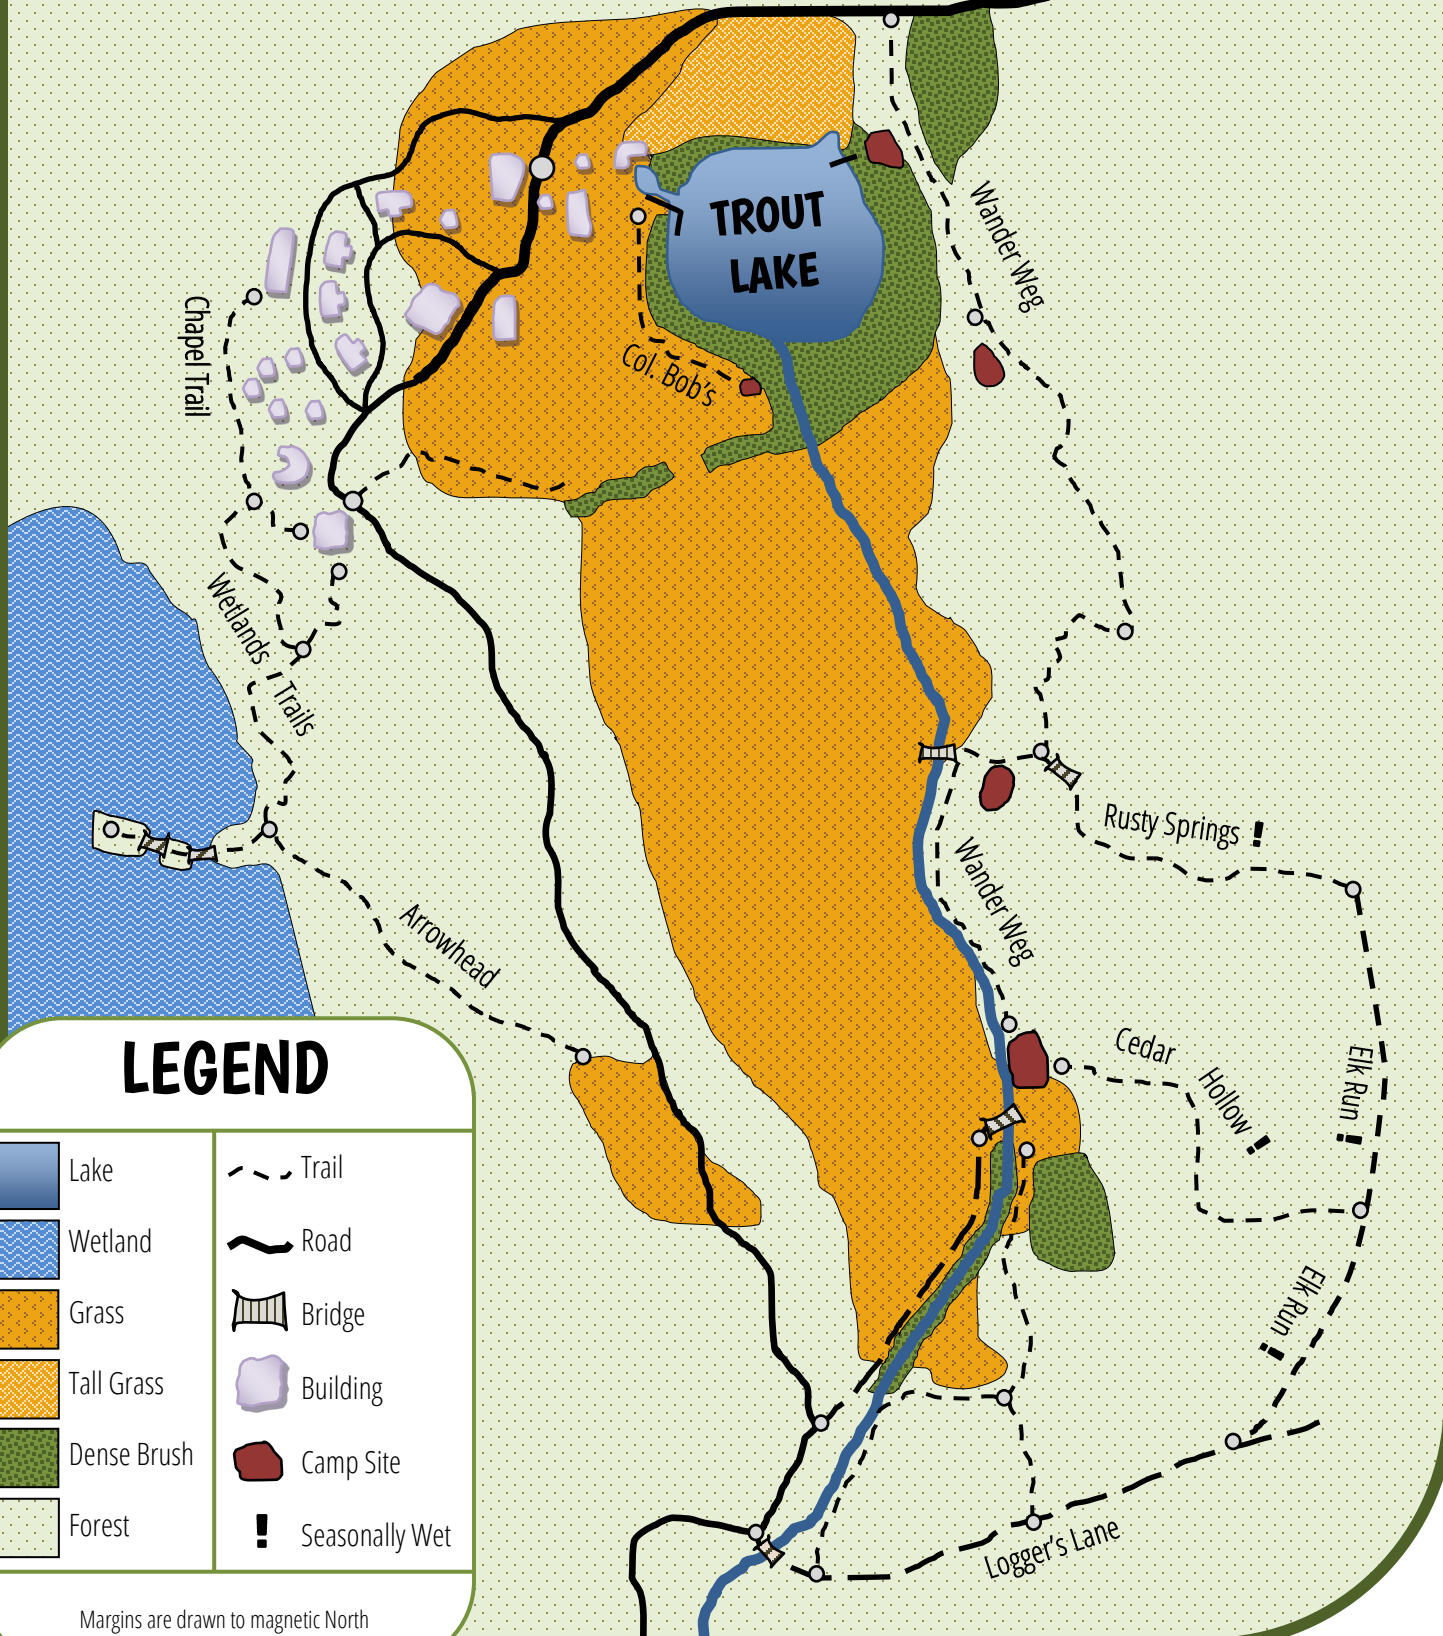 TROUT
LAKE
Wander Weg
Chapel Trail
Col. Bob's
Wetlands
Trails
Rusty Springs !
Wander Weg
Arrowhead
Cedar
Hollow !
Elk Run !
Elk Run !
Logger's Lane
LEGEND
Lake
Wetland
Grass
Tall Grass
Dense Brush
Forest
Trail
Road
Bridge
Building
Camp Site
! Seasonally Wet
Margins are drawn to magnetic North